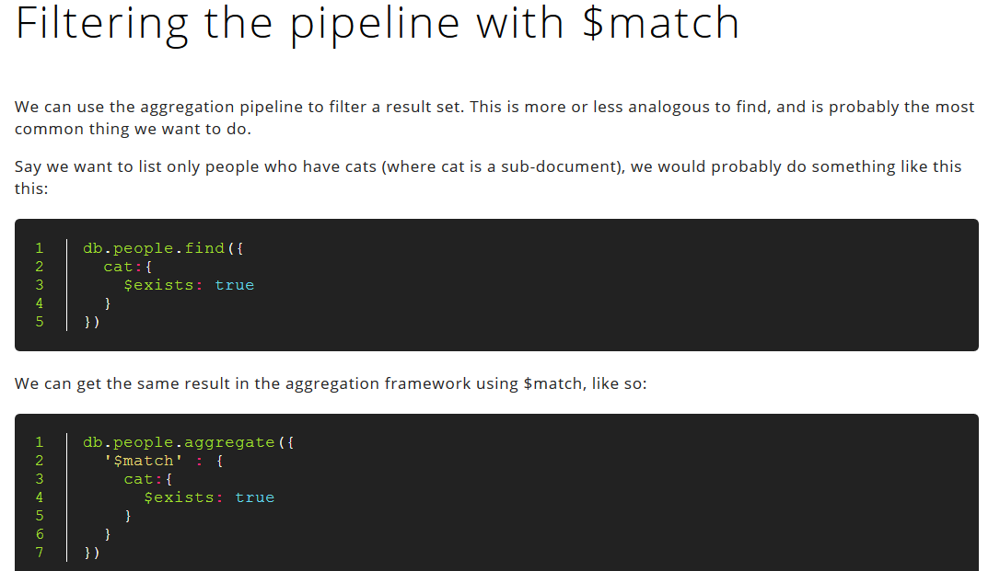 Filtering the pipeline with $match
We can use the aggregation pipeline to filter a result set. This is more or less analogous to find, and is probably the most
common thing we want to do.
Say we want to list only people who have cats (where cat is a sub-document), we would probably do something like this
this:
1 db.people.find({
2   cat:{
3     $exists: true
4   }
5 })
We can get the same result in the aggregation framework using $match, like so:
1 db.people.aggregate({
2   '$match' : {
3     cat:{
4       $exists: true
5     }
6   }
7 })